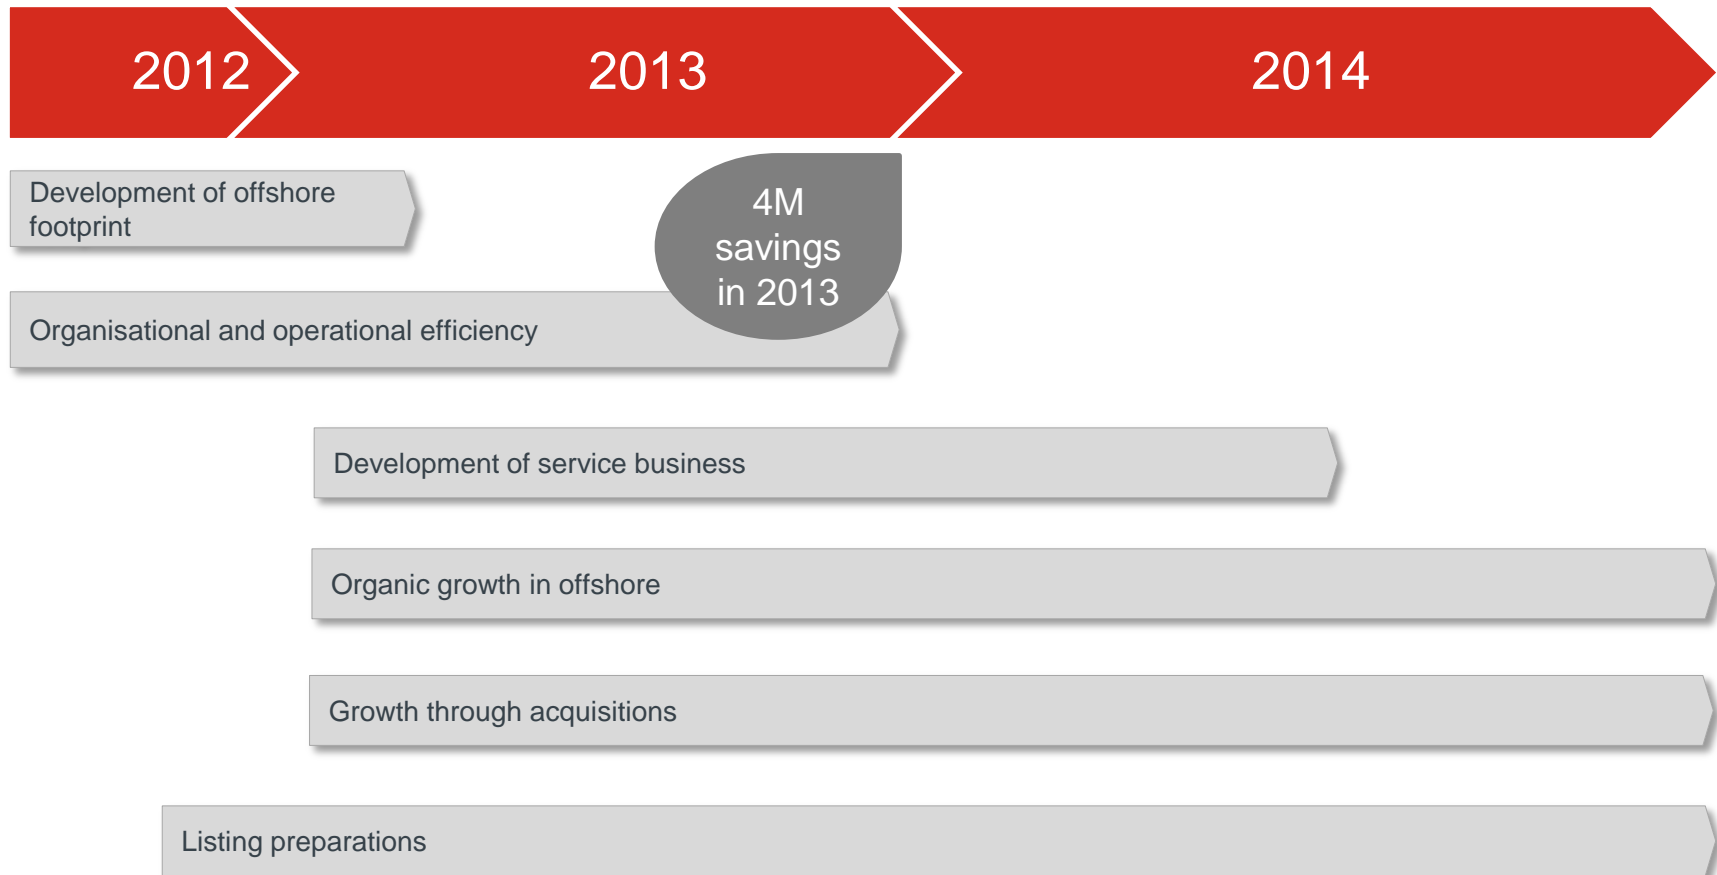 2012
2013
2014
Development of offshore
footprint
4M
savings
in 2013
Organisational and operational efficiency
Development of service business
Organic growth in offshore
Growth through acquisitions
Listing preparations